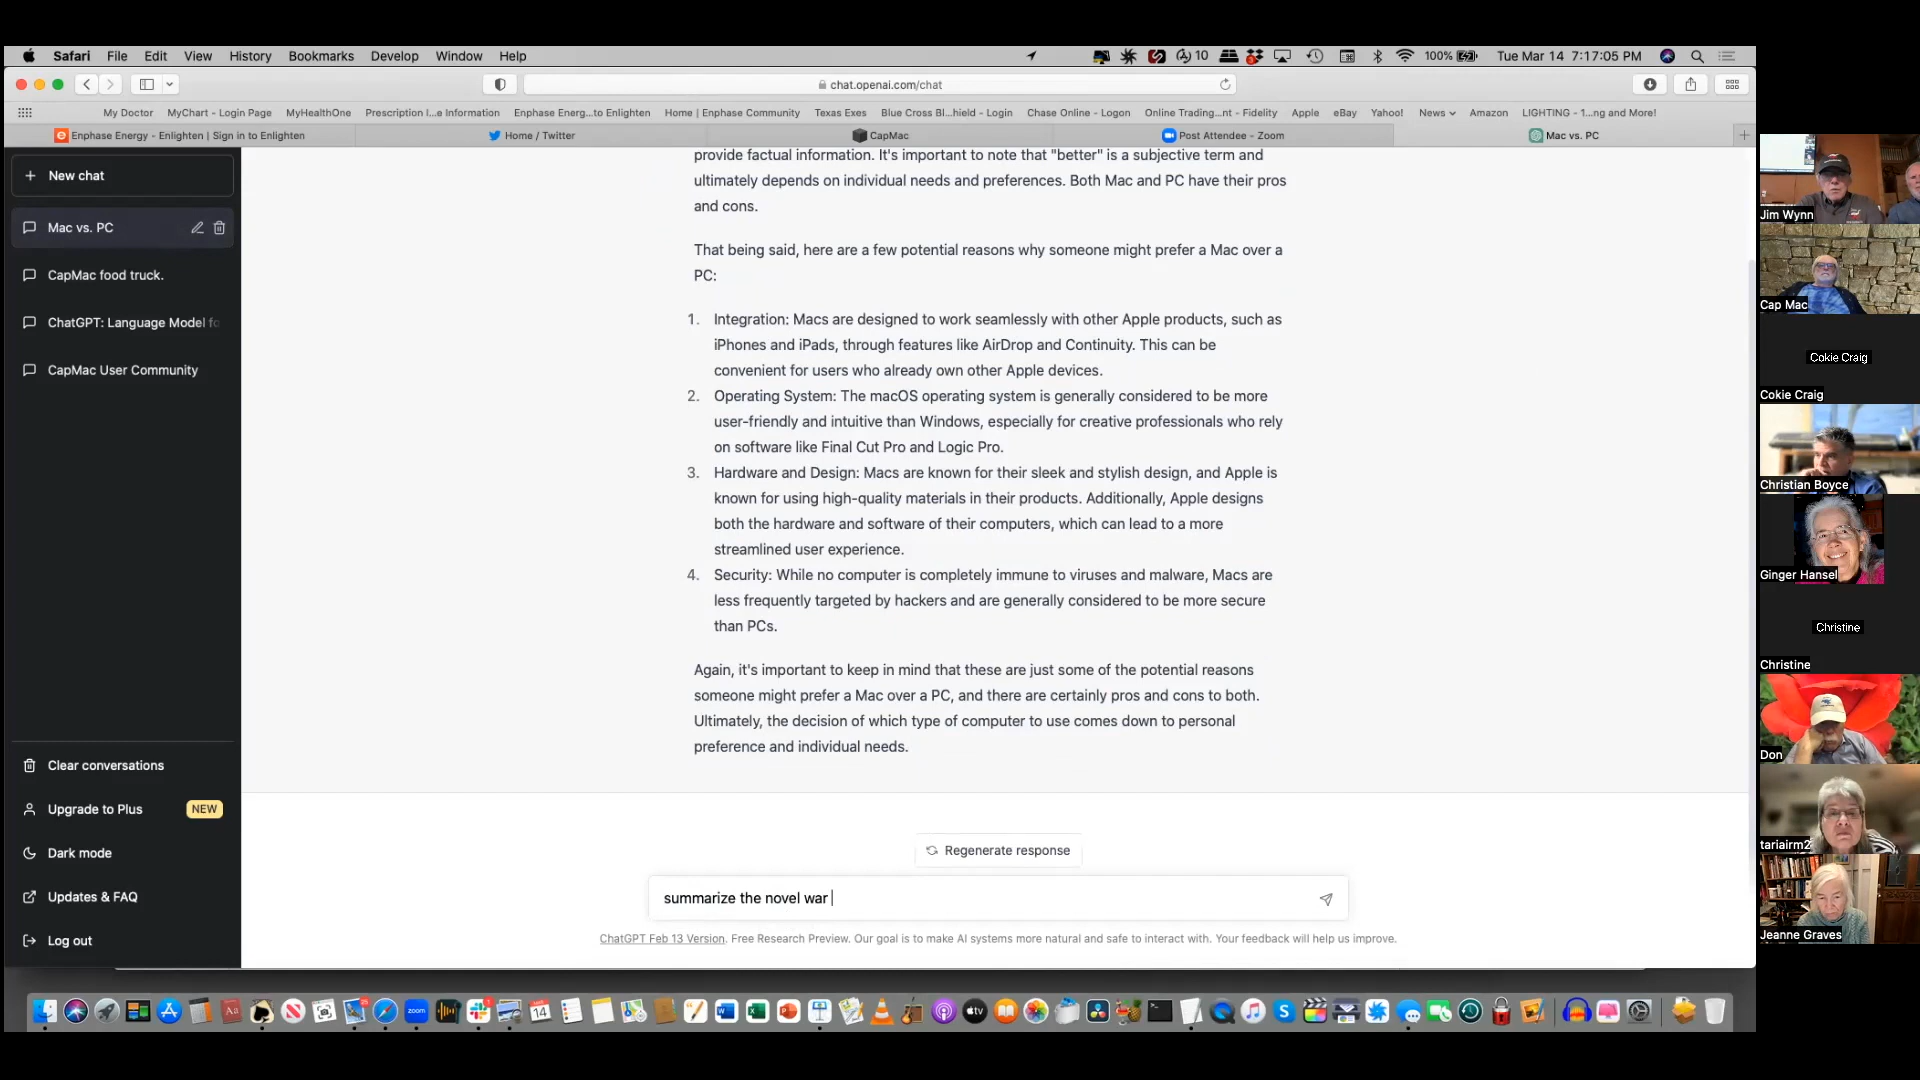 Safari File Edit View History Bookmarks Develop Window Help
10 100% Tue Mar 14 7:17:05 PM
chat.openai.com/chat
My Doctor MyChart - Login Page MyHealthOne Prescription I...e Information Enphase Energ...to Enlighten Home | Enphase Community Texas Exes Blue Cross Bl...hield - Login Chase Online - Logon Online Trading...nt - Fidelity Apple eBay Yahoo! News Amazon LIGHTING - 1...ng and More!
Enphase Energy - Enlighten | Sign in to Enlighten Home / Twitter CapMac Post Attendee - Zoom Mac vs. PC
New chat
Mac vs. PC
CapMac food truck.
ChatGPT: Language Model fo
CapMac User Community
Clear conversations
Upgrade to Plus NEW
Dark mode
Updates & FAQ
Log out
provide factual information. It's important to note that "better" is a subjective term and
ultimately depends on individual needs and preferences. Both Mac and PC have their pros
and cons.
That being said, here are a few potential reasons why someone might prefer a Mac over a
PC:
1. Integration: Macs are designed to work seamlessly with other Apple products, such as
iPhones and iPads, through features like AirDrop and Continuity. This can be
convenient for users who already own other Apple devices.
2. Operating System: The macOS operating system is generally considered to be more
user-friendly and intuitive than Windows, especially for creative professionals who rely
on software like Final Cut Pro and Logic Pro.
3. Hardware and Design: Macs are known for their sleek and stylish design, and Apple is
known for using high-quality materials in their products. Additionally, Apple designs
both the hardware and software of their computers, which can lead to a more
streamlined user experience.
4. Security: While no computer is completely immune to viruses and malware, Macs are
less frequently targeted by hackers and are generally considered to be more secure
than PCs.
Again, it's important to keep in mind that these are just some of the potential reasons
someone might prefer a Mac over a PC, and there are certainly pros and cons to both.
Ultimately, the decision of which type of computer to use comes down to personal
preference and individual needs.
Regenerate response
summarize the novel war
ChatGPT Feb 13 Version. Free Research Preview. Our goal is to make AI systems more natural and safe to interact with. Your feedback will help us improve.
Jim Wynn
Cap Mac
Cokie Craig
Cokie Craig
Christian Boyce
Ginger Hansel
Christine
Christine
Don
tariairm2
Jeanne Graves
zoom
14